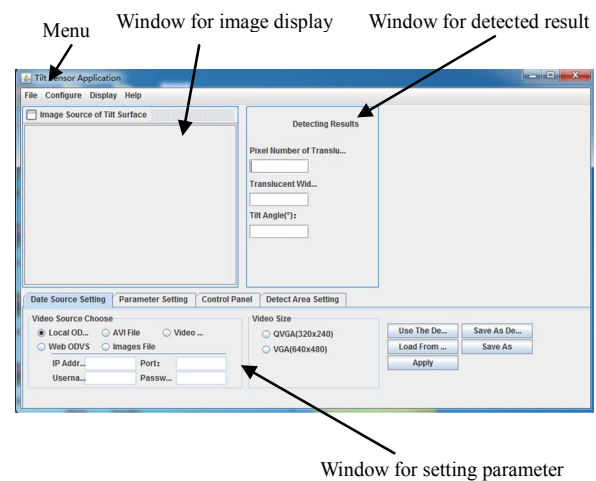 Menu
Window for image display
Window for detected result
Tilt Sensor Application
File Configure Display Help
Image Source of Tilt Surface
Detecting Results
Pixel Number of Translu...
Translucent Wid...
Tilt Angle(°):
Date Source Setting Parameter Setting Control Panel Detect Area Setting
Video Source Choose
Local OD... AVI File Video ...
Web ODVS Images File
IP Addr... Port:
Userna... Passw...
Video Size
QVGA(320x240)
VGA(640x480)
Use The De... Save As De...
Load From ... Save As
Apply
Window for setting parameter